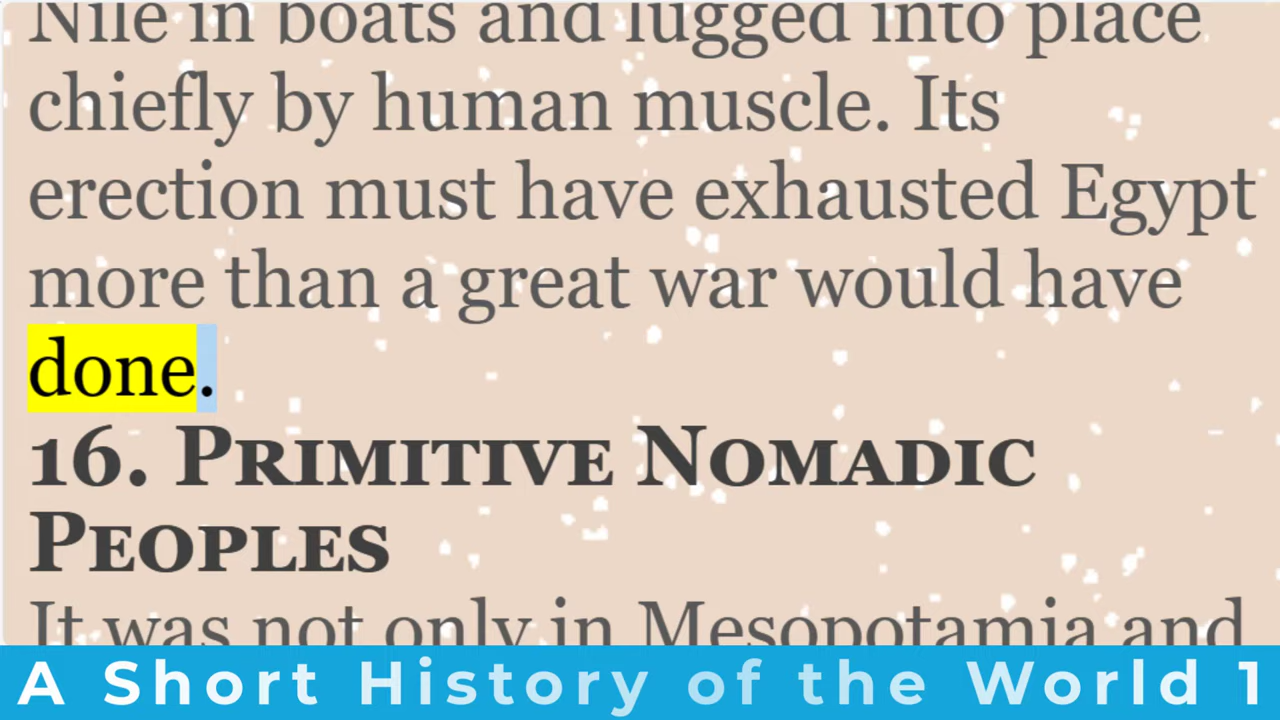 Nile in boats and lugged into place
chiefly by human muscle. Its
erection must have exhausted Egypt
more than a great war would have
done.
16. Primitive Nomadic
Peoples
It was not only in Mesopotamia and
A Short History of the World 1